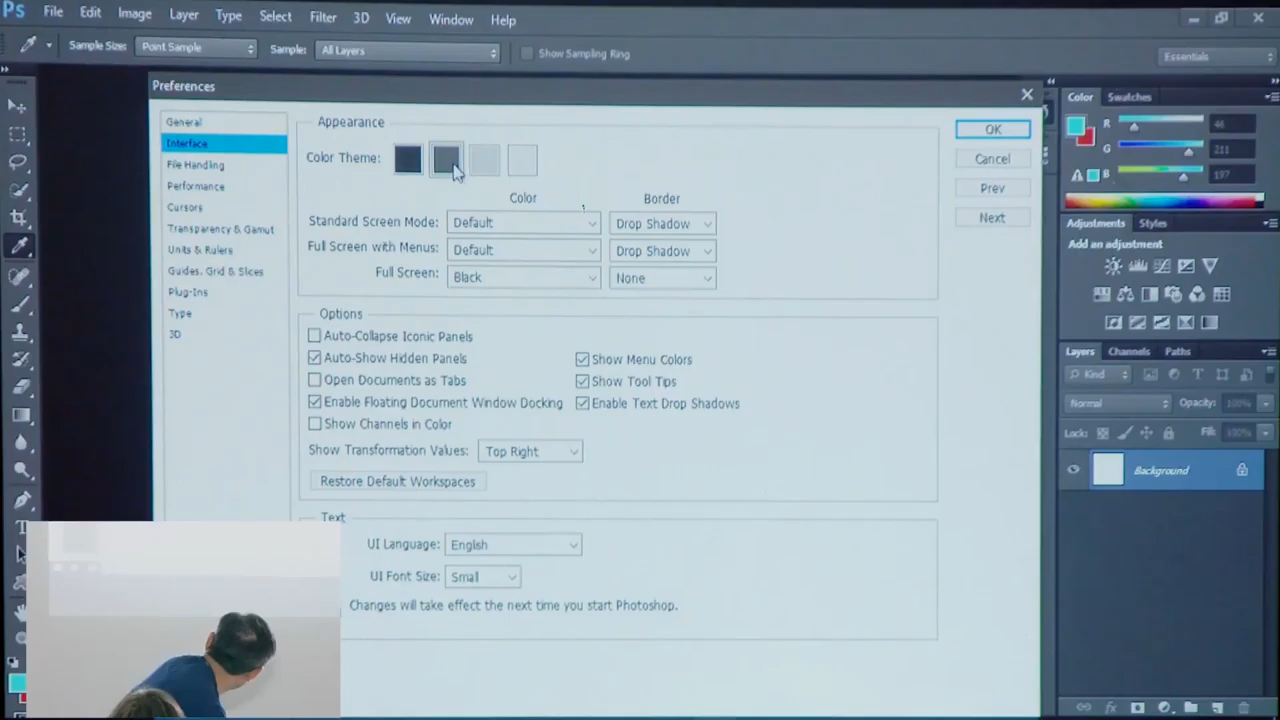 Ps File Edit Image Layer Type Select Filter 3D View Window Help
Sample Size: Point Sample Sample: All Layers Show Sampling Ring Essentials
Preferences
General
Interface
File Handling
Performance
Cursors
Transparency & Gamut
Units & Rulers
Guides, Grid & Slices
Plug-Ins
Type
3D
Appearance
Color Theme:
Color Border
Standard Screen Mode: Default Drop Shadow
Full Screen with Menus: Default Drop Shadow
Full Screen: Black None
Options
Auto-Collapse Iconic Panels
Auto-Show Hidden Panels
Open Documents as Tabs
Enable Floating Document Window Docking
Show Channels in Color
Show Menu Colors
Show Tool Tips
Enable Text Drop Shadows
Show Transformation Values: Top Right
Restore Default Workspaces
Text
UI Language: English
UI Font Size: Small
Changes will take effect the next time you start Photoshop.
OK
Cancel
Prev
Next
Color Swatches
R 46
G 211
B 197
Adjustments Styles
Add an adjustment
Layers Channels Paths
Kind
Normal Opacity: 100%
Lock: Fill: 100%
Background